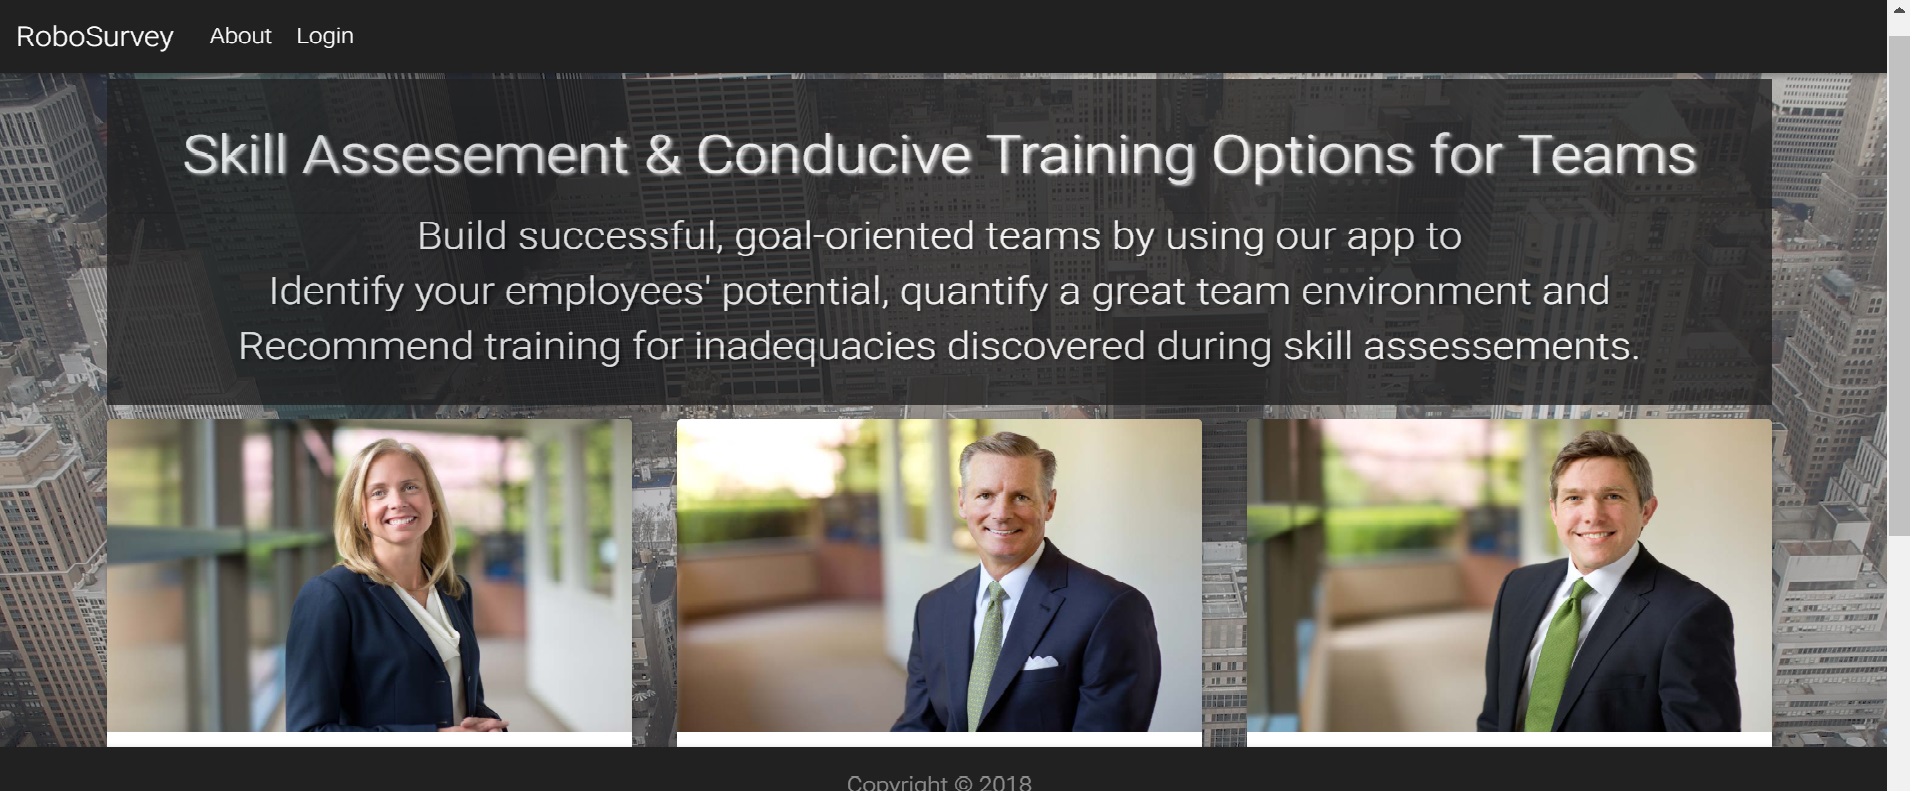 RoboSurvey About Login
Skill Assesement & Conducive Training Options for Teams
Build successful, goal-oriented teams by using our app to
Identify your employees' potential, quantify a great team environment and
Recommend training for inadequacies discovered during skill assessements.
Copyright © 2018